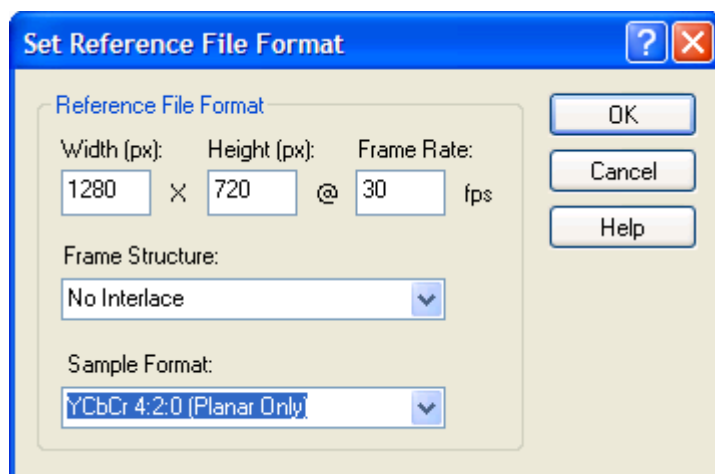 Set Reference File Format ?
Reference File Format
Width (px): Height (px): Frame Rate:
1280 X 720 @ 30 fps
Frame Structure:
No Interlace
Sample Format:
YCbCr 4:2:0 (Planar Only)
OK
Cancel
Help